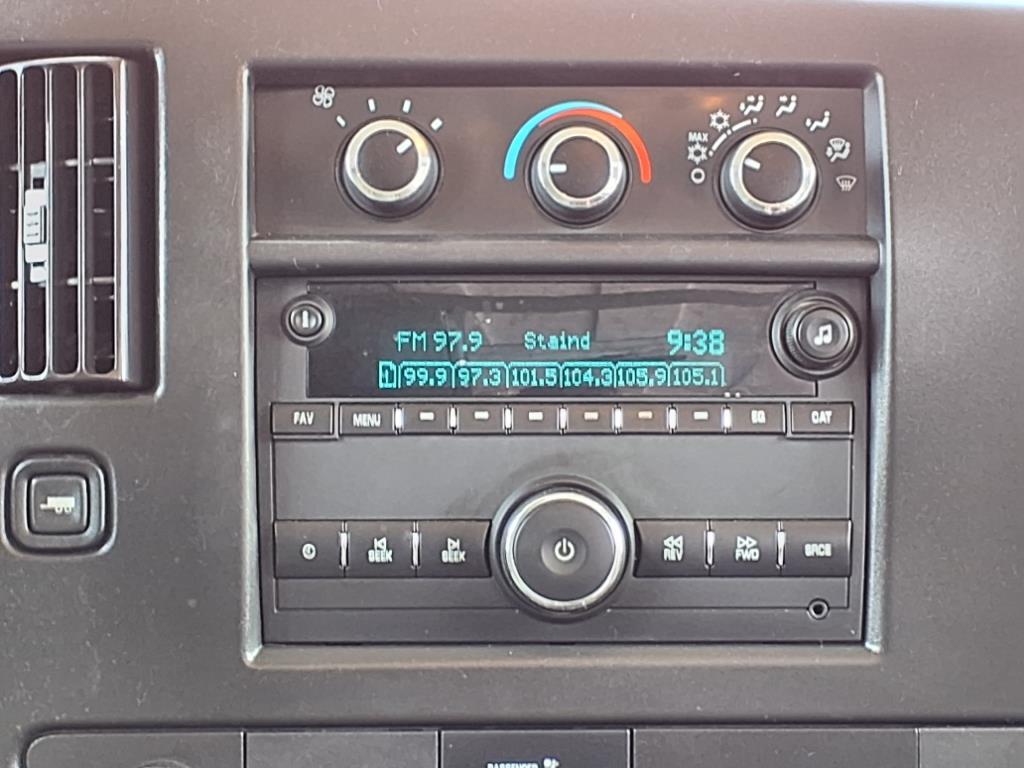 MAX
FM 97.9 Staind 9:38
1 99.9 97.3 101.5 104.3 105.9 105.1
FAV MENU EQ CAT
SEEK SEEK REV FWD SRCE
PASSENGER